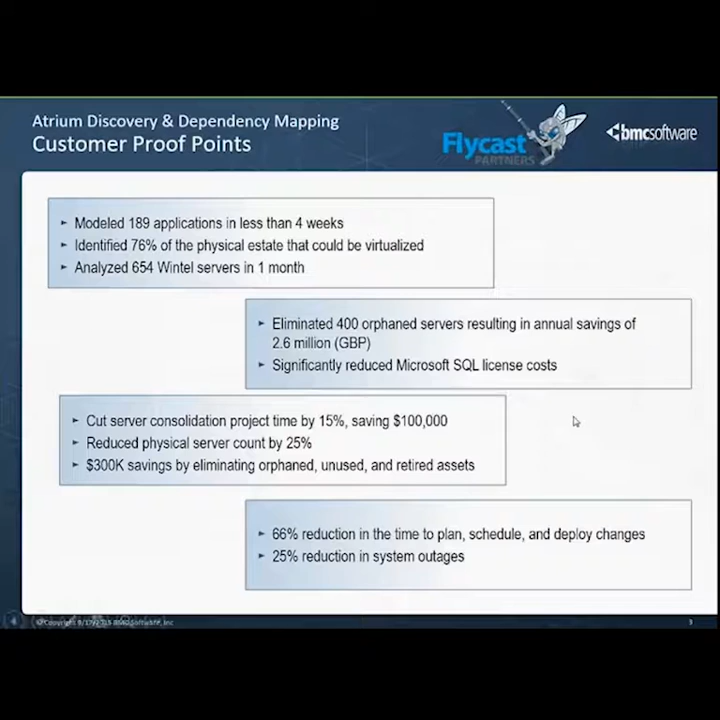 Atrium Discovery & Dependency Mapping
Customer Proof Points
Flycast
PARTNERS
bmcsoftware
Modeled 189 applications in less than 4 weeks
Identified 76% of the physical estate that could be virtualized
Analyzed 654 Wintel servers in 1 month
Eliminated 400 orphaned servers resulting in annual savings of
2.6 million (GBP)
Significantly reduced Microsoft SQL license costs
Cut server consolidation project time by 15%, saving $100,000
Reduced physical server count by 25%
$300K savings by eliminating orphaned, unused, and retired assets
66% reduction in the time to plan, schedule, and deploy changes
25% reduction in system outages
© Copyright
Inc
3